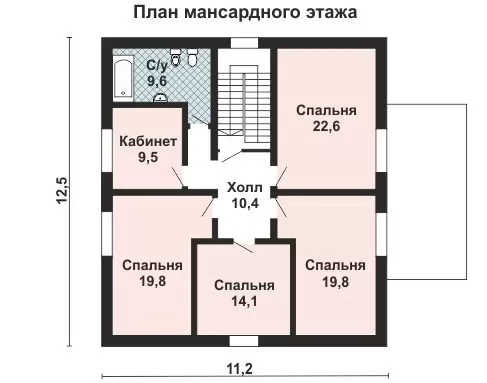 План мансардного этажа
С/у
9,6
Спальня
22,6
Кабинет
9,5
Холл
10,4
12,5
Спальня
19,8
Спальня
14,1
Спальня
19,8
11,2